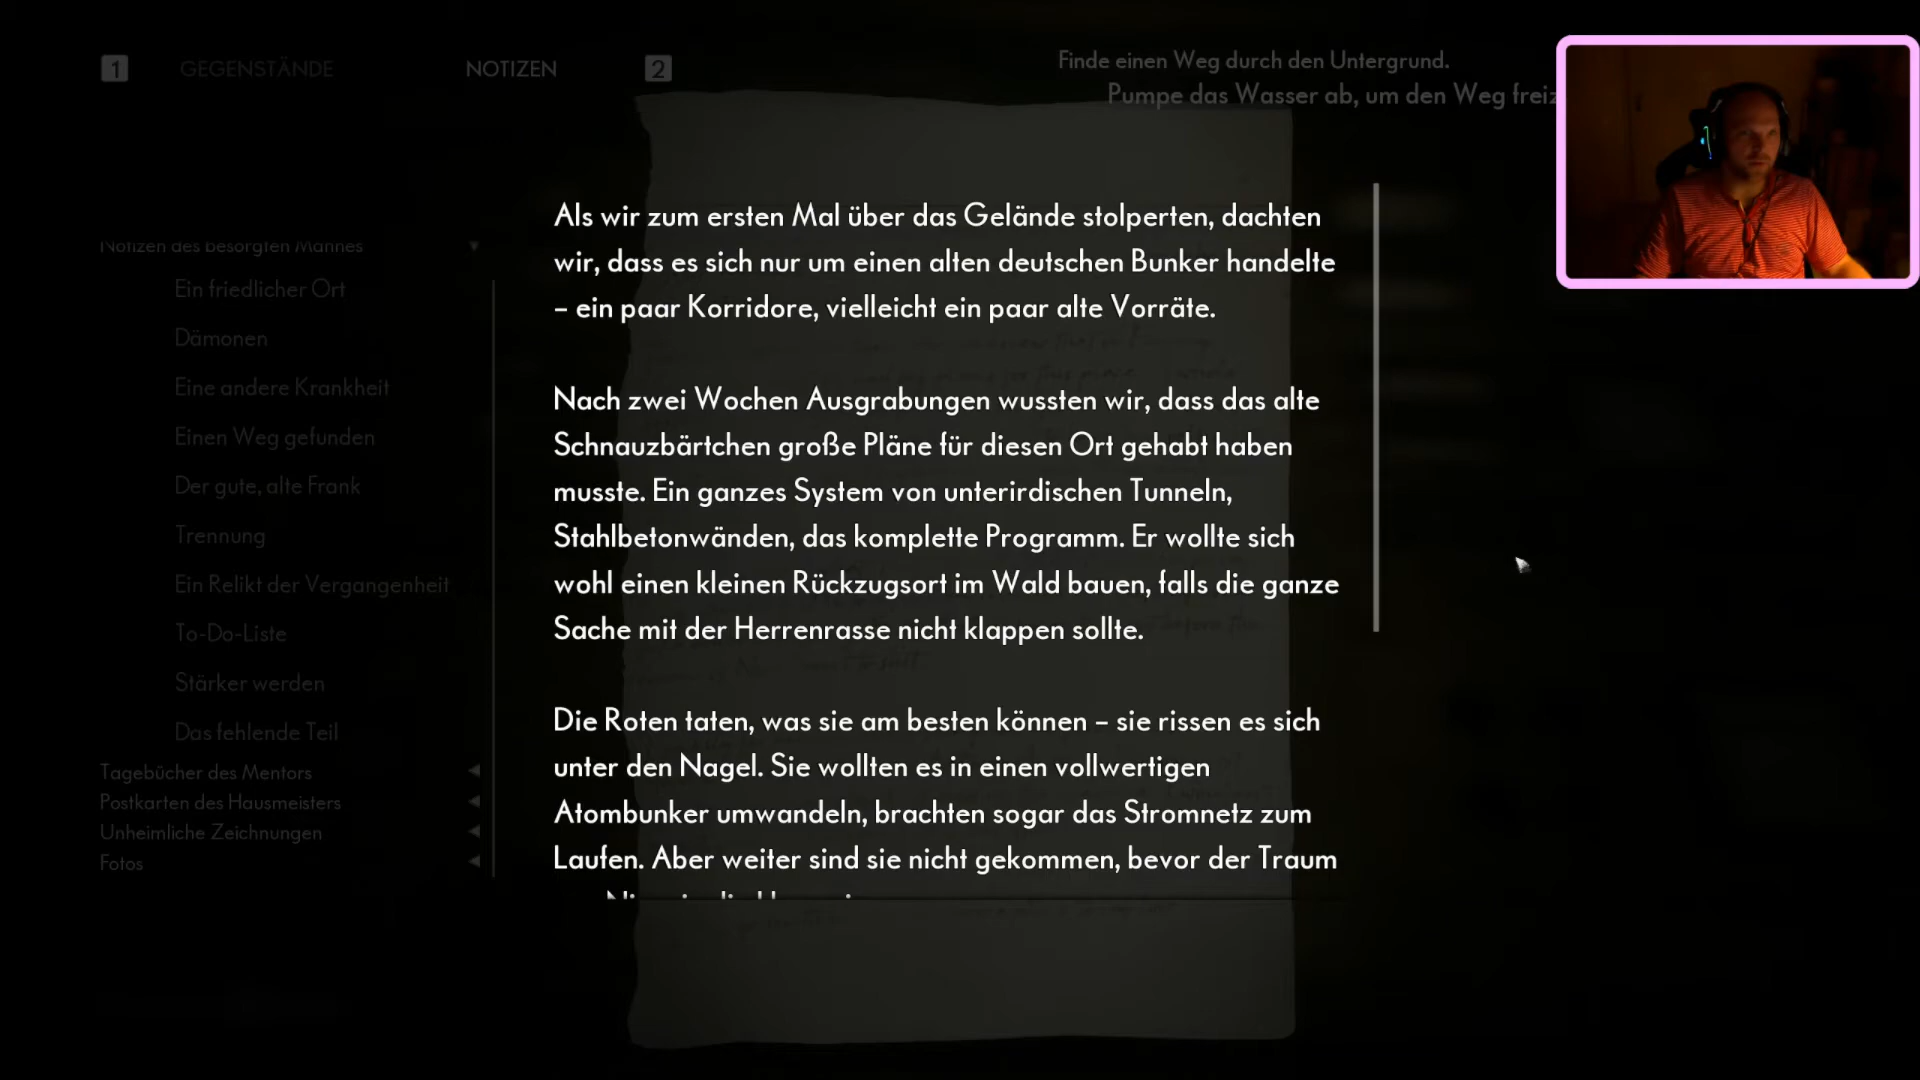 1
GEGENSTÄNDE
NOTIZEN
2
Finde einen Weg durch den Untergrund.
Pumpe das Wasser ab, um den Weg
Notizen des besorgten Mannes
Ein friedlicher Ort
Dämonen
Eine andere Krankheit
Einen Weg gefunden
Der gute, alte Frank
Trennung
Ein Relikt der Vergangenheit
To-Do-Liste
Stärker werden
Das fehlende Teil
Tagebücher des Mentors
Postkarten des Hausmeisters
Unheimliche Zeichnungen
Fotos
Als wir zum ersten Mal über das Gelände stolperten, dachten
wir, dass es sich nur um einen alten deutschen Bunker handelte
– ein paar Korridore, vielleicht ein paar alte Vorräte.
Nach zwei Wochen Ausgrabungen wussten wir, dass das alte
Schnauzbärtchen große Pläne für diesen Ort gehabt haben
musste. Ein ganzes System von unterirdischen Tunneln,
Stahlbetonwänden, das komplette Programm. Er wollte sich
wohl einen kleinen Rückzugsort im Wald bauen, falls die ganze
Sache mit der Herrenrasse nicht klappen sollte.
Die Roten taten, was sie am besten können – sie rissen es sich
unter den Nagel. Sie wollten es in einen vollwertigen
Atombunker umwandeln, brachten sogar das Stromnetz zum
Laufen. Aber weiter sind sie nicht gekommen, bevor der Traum